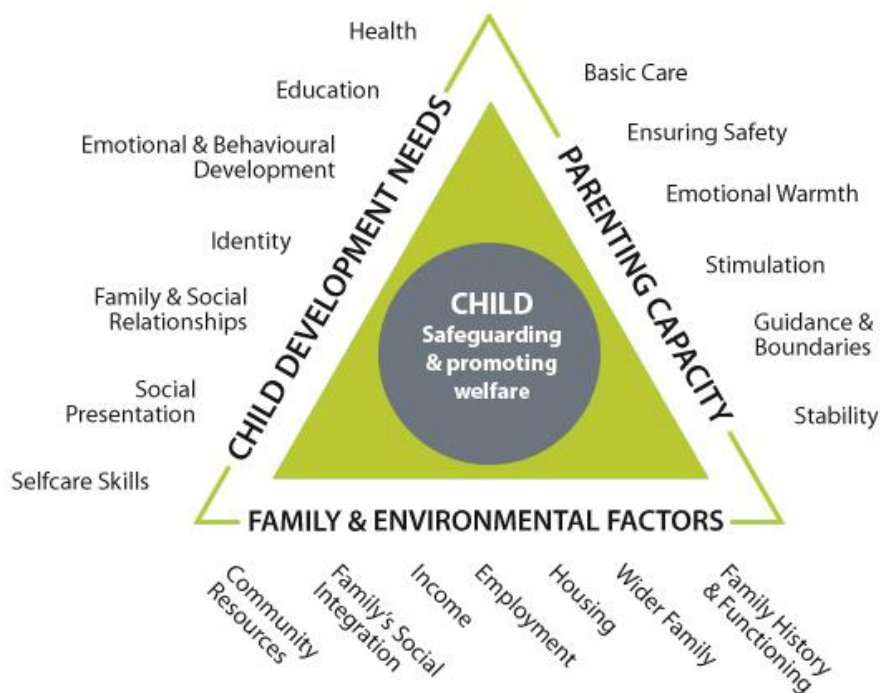 Health
Education
Emotional & Behavioural
Development
Identity
Family & Social
Relationships
Social
Presentation
Selfcare Skills
CHILD DEVELOPMENT NEEDS
CHILD
Safeguarding
& promoting
welfare
PARENTING CAPACITY
Basic Care
Ensuring Safety
Emotional Warmth
Stimulation
Guidance &
Boundaries
Stability
FAMILY & ENVIRONMENTAL FACTORS
Community
Resources
Family's Social
Integration
Income
Employment
Housing
Wider Family
Family History
& Functioning